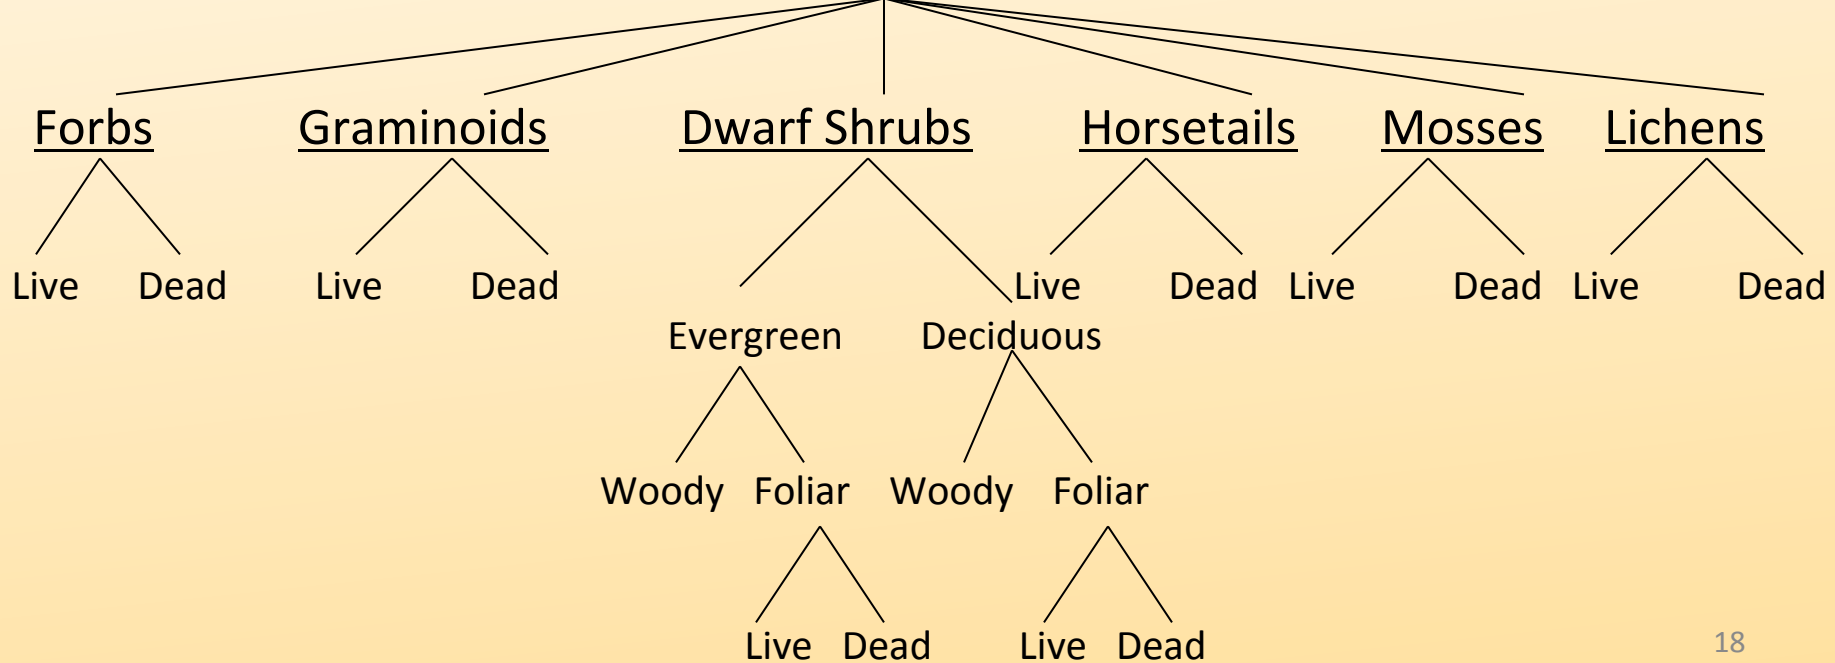 Forbs Graminoids Dwarf Shrubs Horsetails Mosses Lichens
Live Dead Live Dead Live Dead Live Dead Live Dead
Evergreen Deciduous
Woody Foliar Woody Foliar
Live Dead Live Dead
18